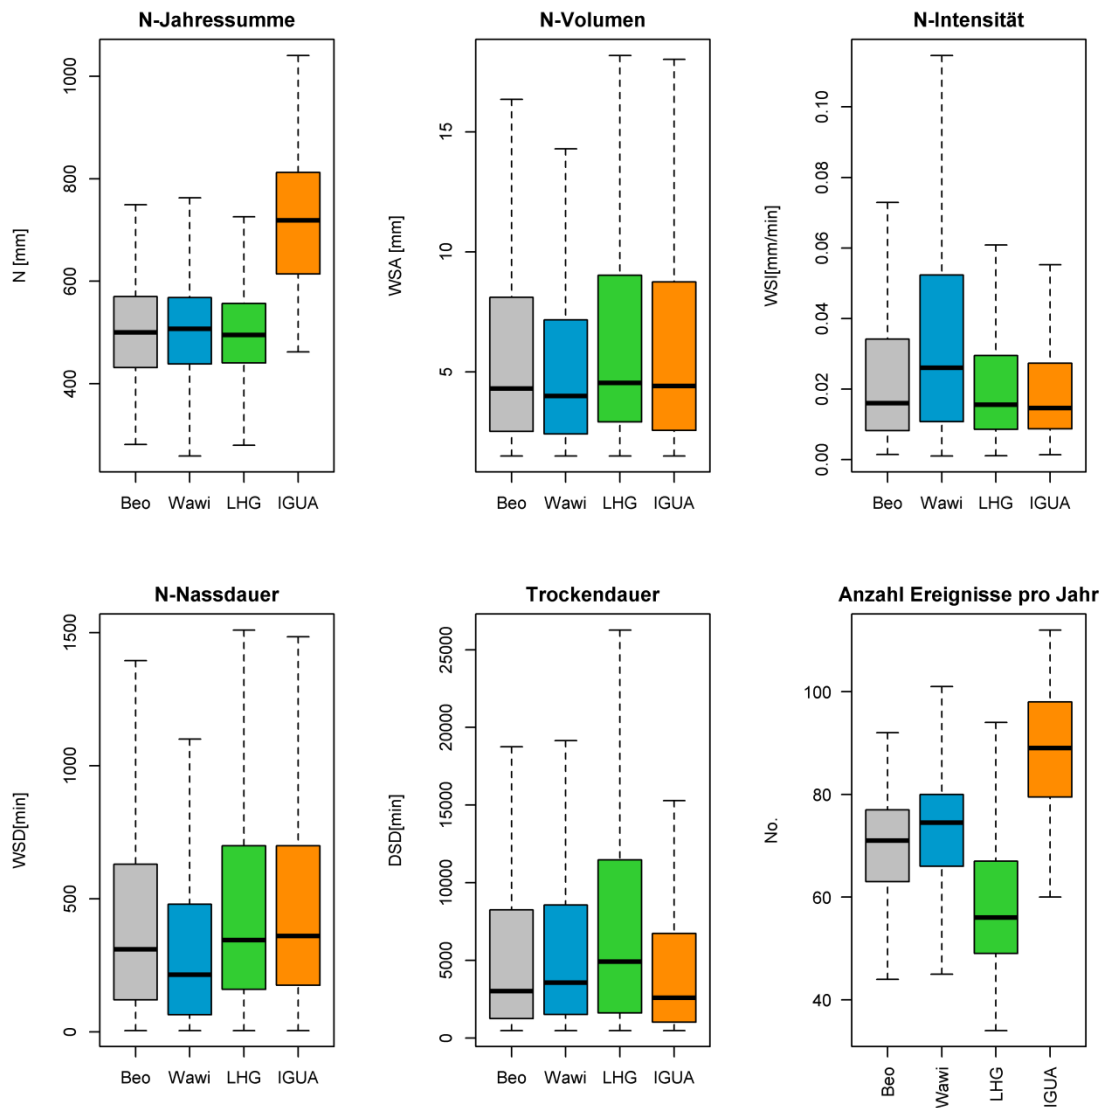 N-Jahressumme
N [mm]
1000
800
600
400
Beo Wawi LHG IGUA
N-Volumen
WSA [mm]
15
10
5
Beo Wawi LHG IGUA
N-Intensität
WSI[mm/min]
0.10
0.08
0.06
0.04
0.02
0.00
Beo Wawi LHG IGUA
N-Nassdauer
WSD[min]
1500
1000
500
0
Beo Wawi LHG IGUA
Trockendauer
DSD[min]
25000
20000
15000
10000
5000
0
Beo Wawi LHG IGUA
Anzahl Ereignisse pro Jahr
No.
100
80
60
40
Beo
Wawi
LHG
IGUA